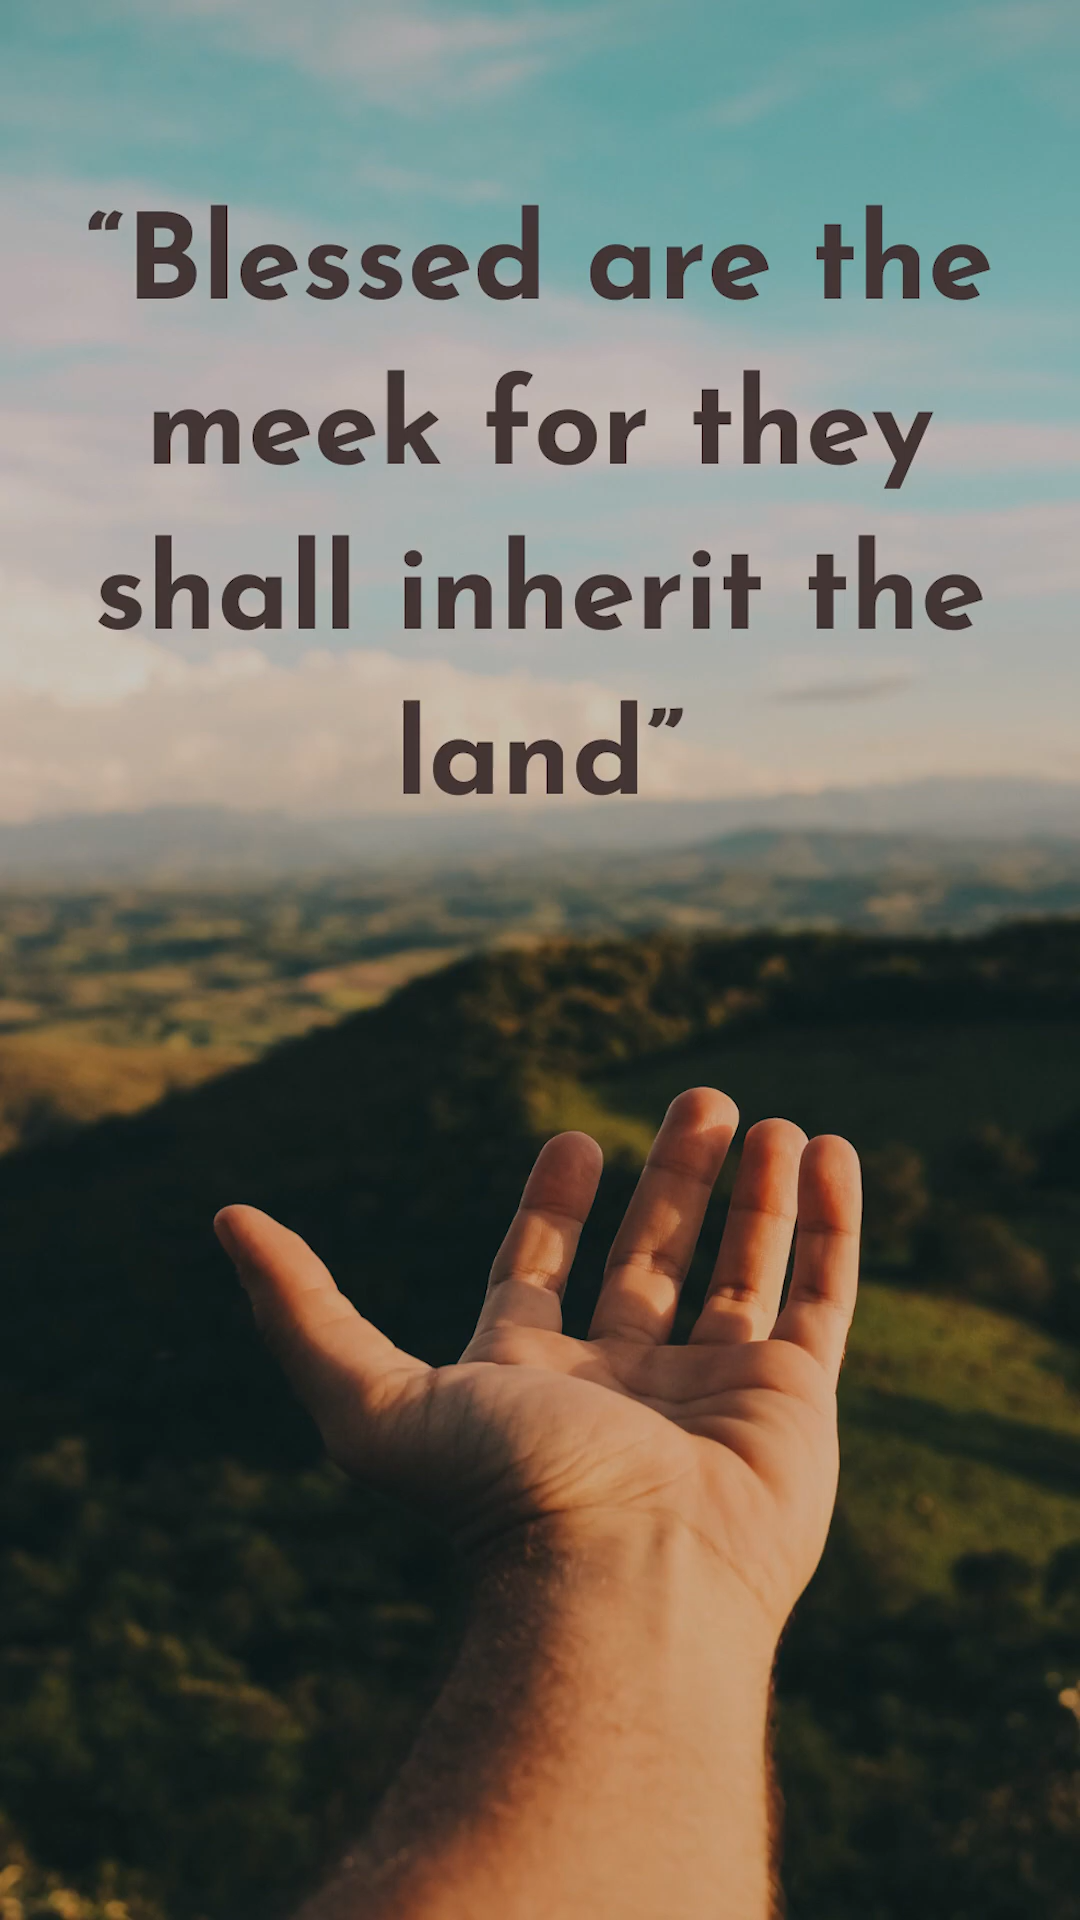 “Blessed are the
meek for they
shall inherit the
land”